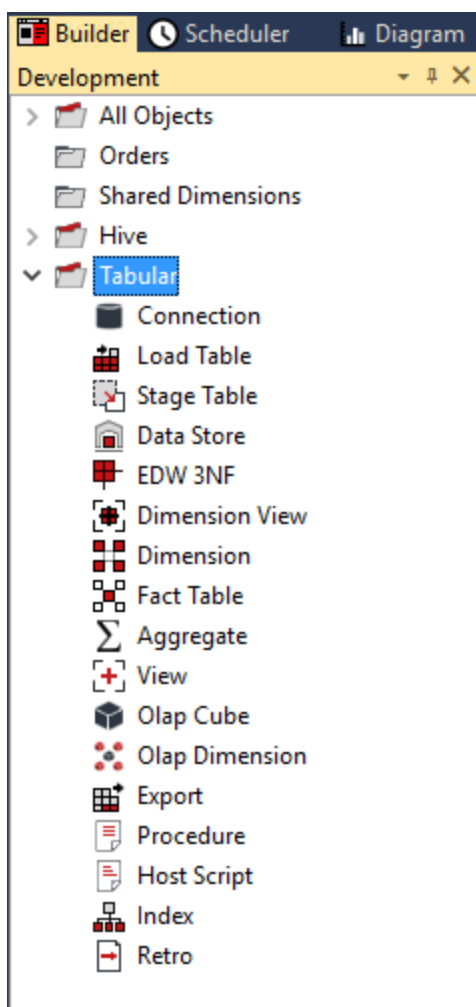 Builder Scheduler Diagram
Development
All Objects
Orders
Shared Dimensions
Hive
Tabular
Connection
Load Table
Stage Table
Data Store
EDW 3NF
Dimension View
Dimension
Fact Table
Aggregate
View
Olap Cube
Olap Dimension
Export
Procedure
Host Script
Index
Retro